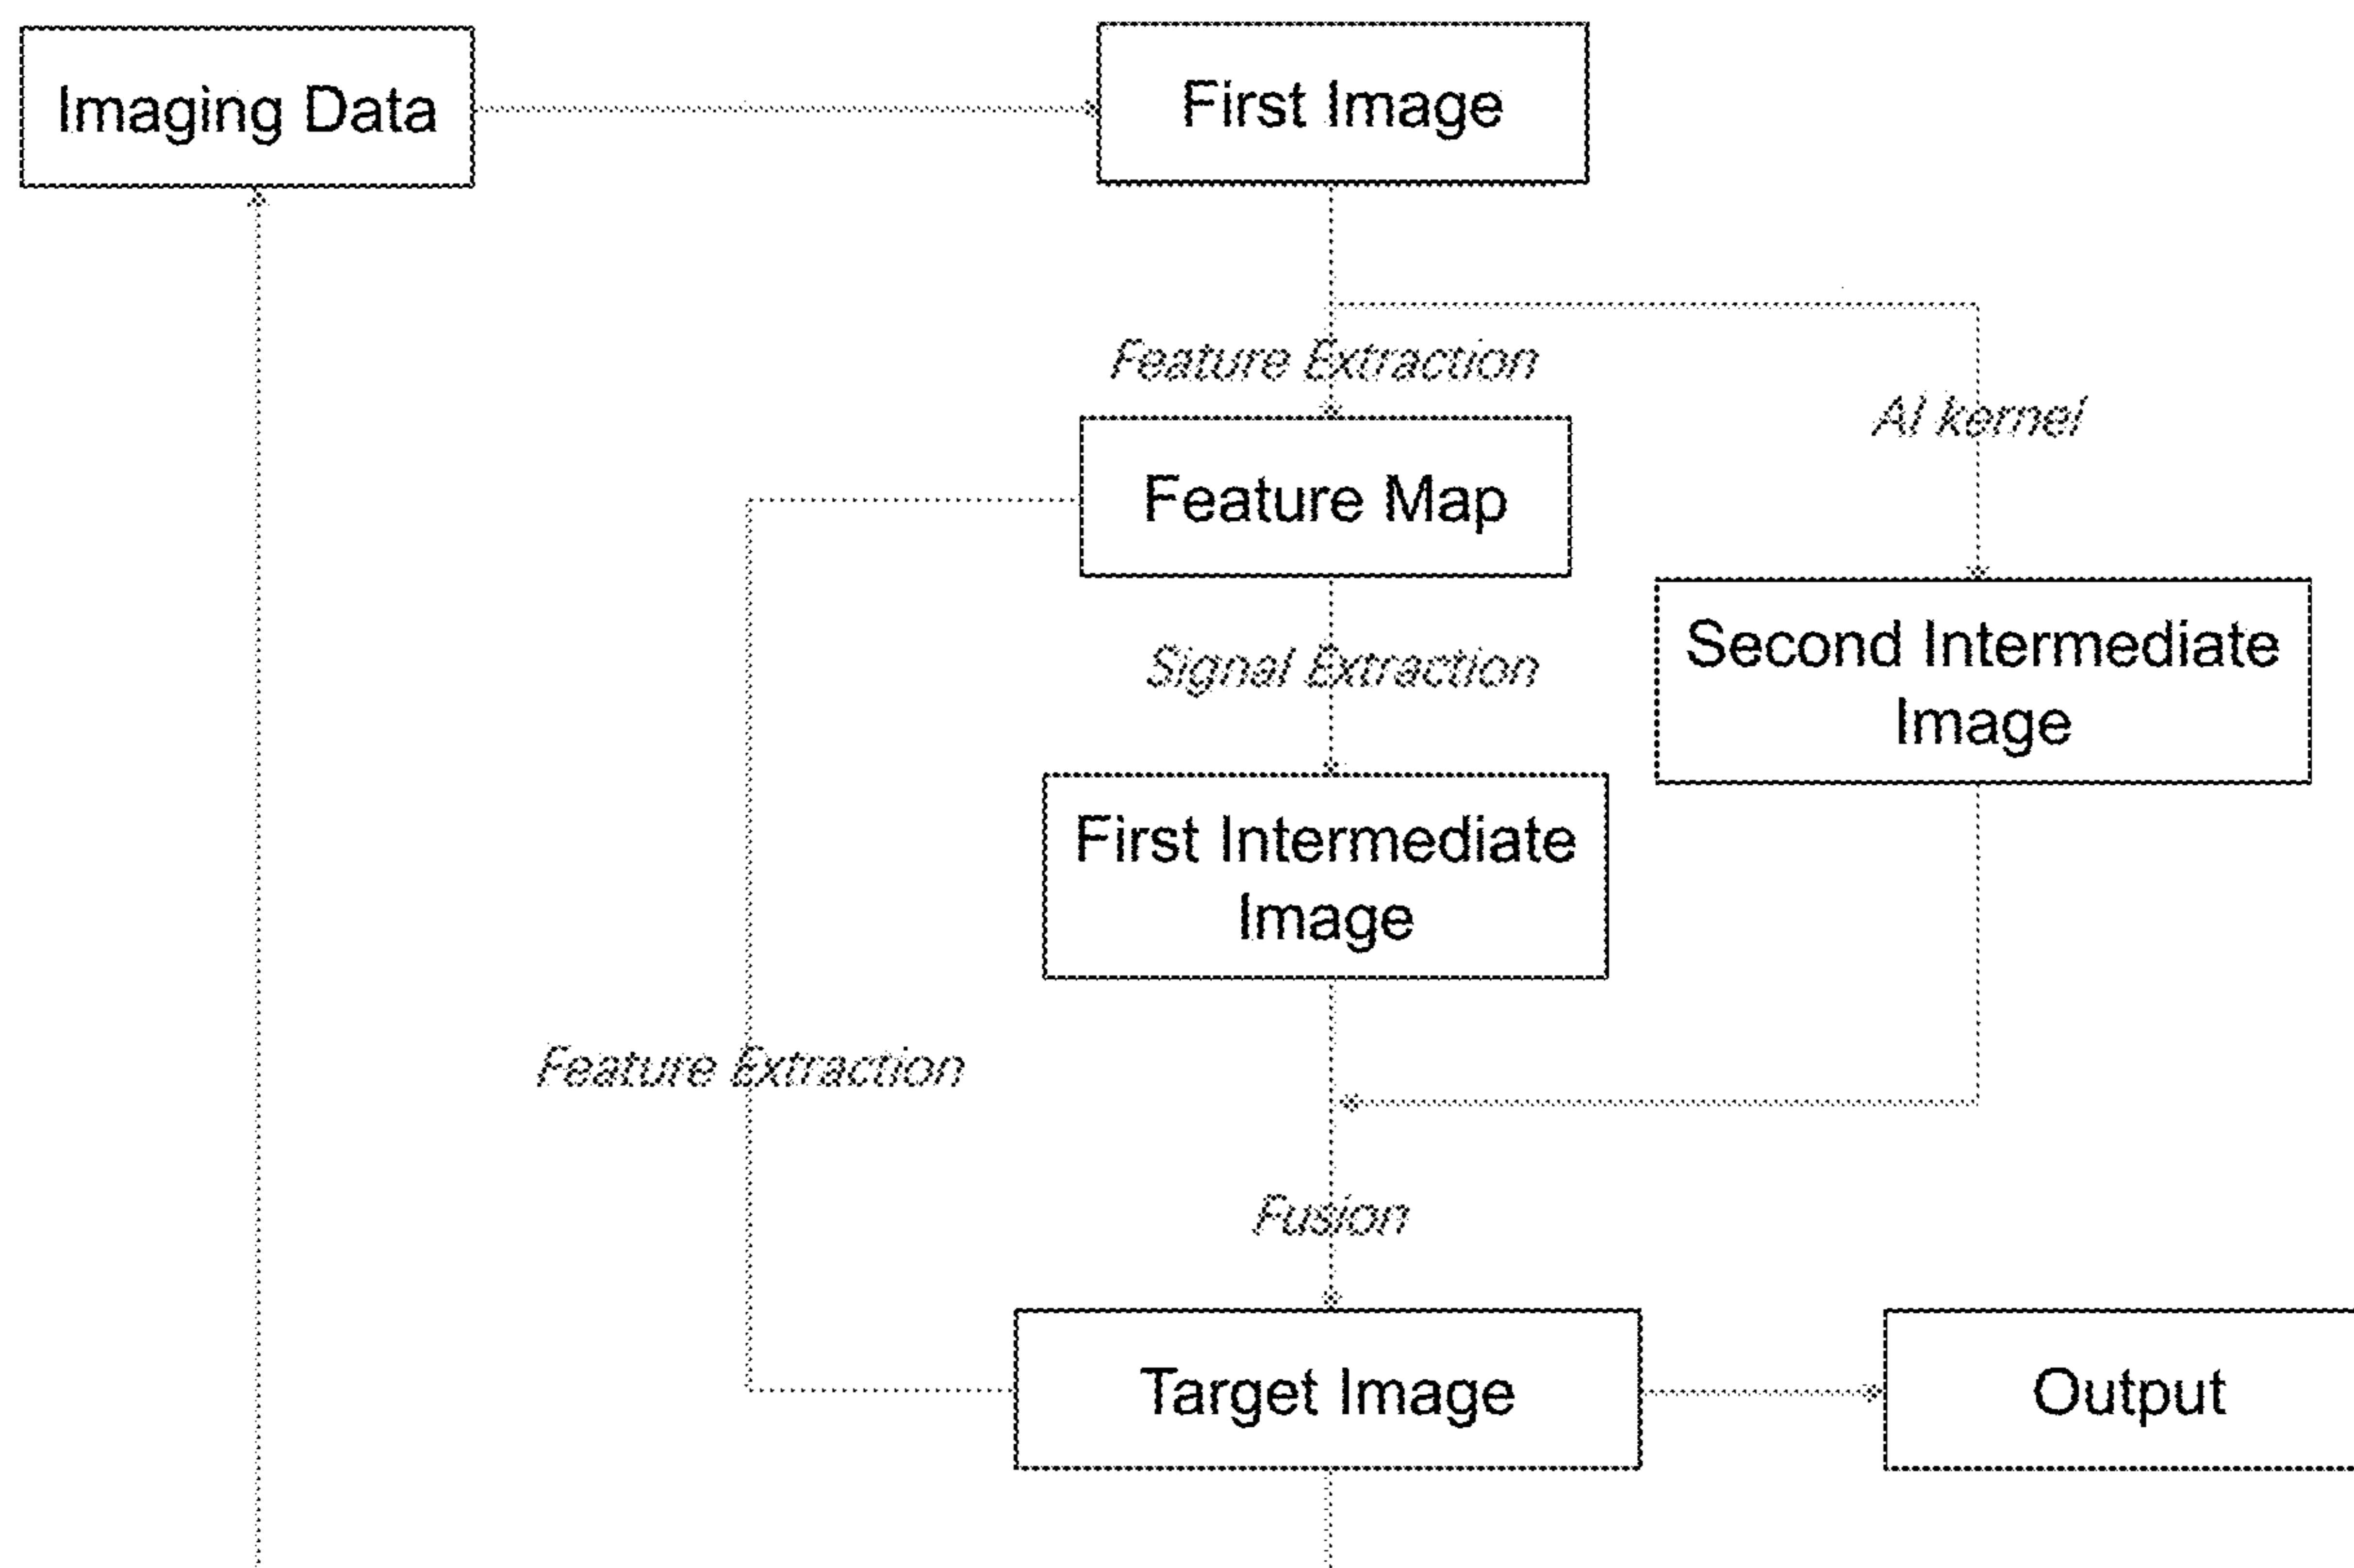 Imaging Data
First Image
Feature Extraction
AI kernel
Feature Map
Second Intermediate
Image
Signal Extraction
First Intermediate
Image
Feature Extraction
Fusion
Target Image
Output